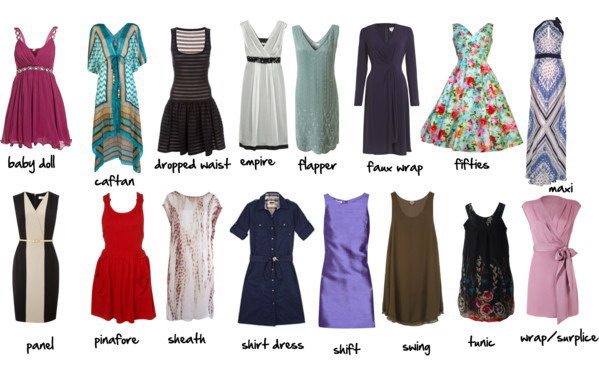 baby doll
caftan
dropped waist
empire
flapper
faux wrap
fifties
maxi
panel
pinafore
sheath
shirt dress
shift
swing
tunic
wrap/surplice